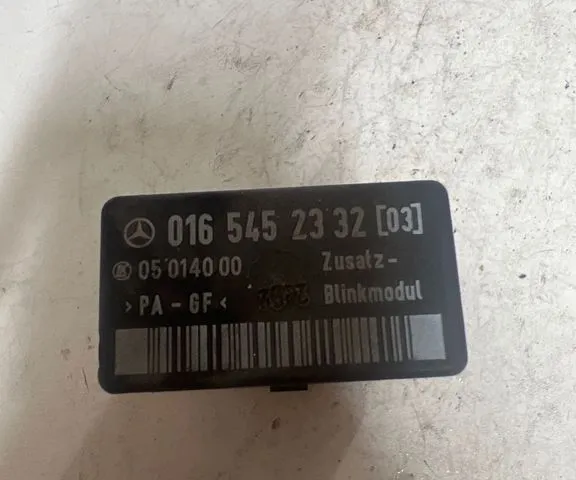 016 545 23 32 [03]
05 0140 00 Zusatz-
>PA-GF< Blinkmodul